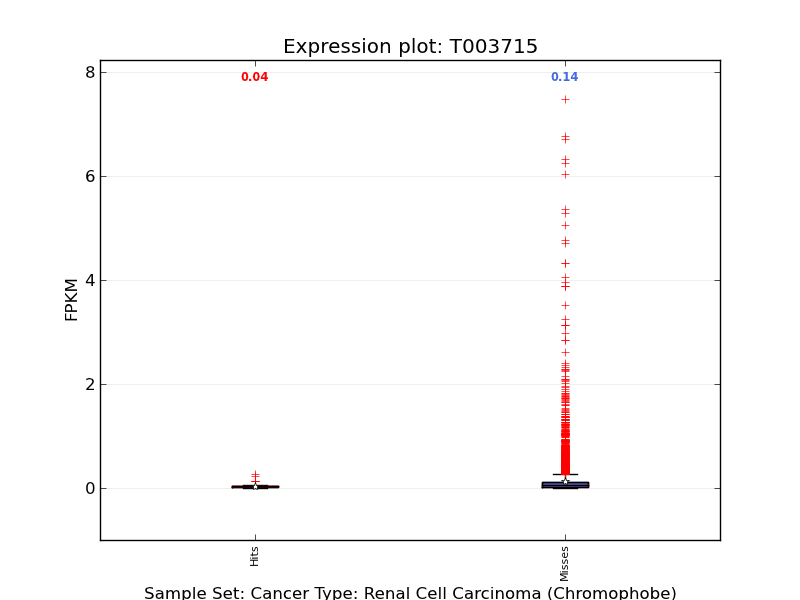 Expression plot: T003715
8
0.04
0.14
6
4
2
0
FPKM
Hits
Misses
Sample Set: Cancer Type: Renal Cell Carcinoma (Chromophobe)